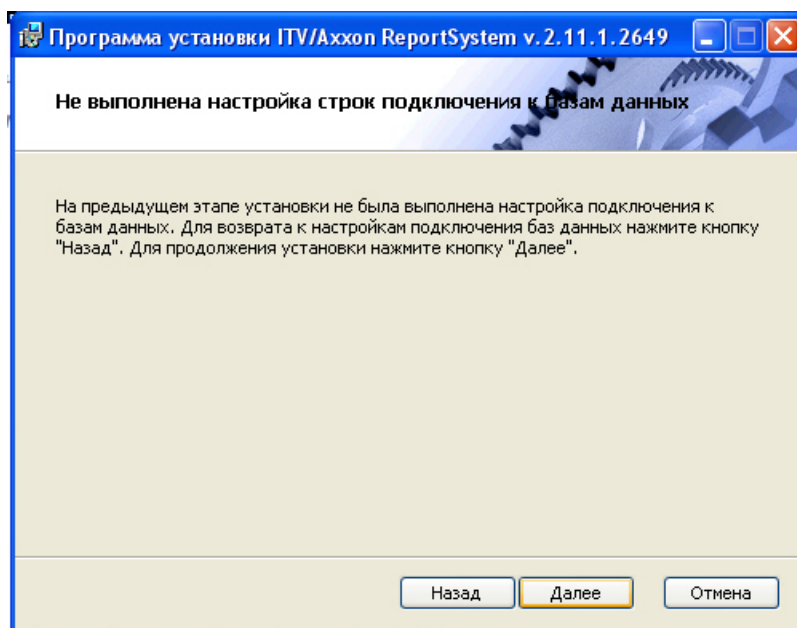 Программа установки ITV/Axxon ReportSystem v.2.11.1.2649
Не выполнена настройка строк подключения к базам данных
На предыдущем этапе установки не была выполнена настройка подключения к
базам данных. Для возврата к настройкам подключения баз данных нажмите кнопку
"Назад". Для продолжения установки нажмите кнопку "Далее".
Назад Далее Отмена